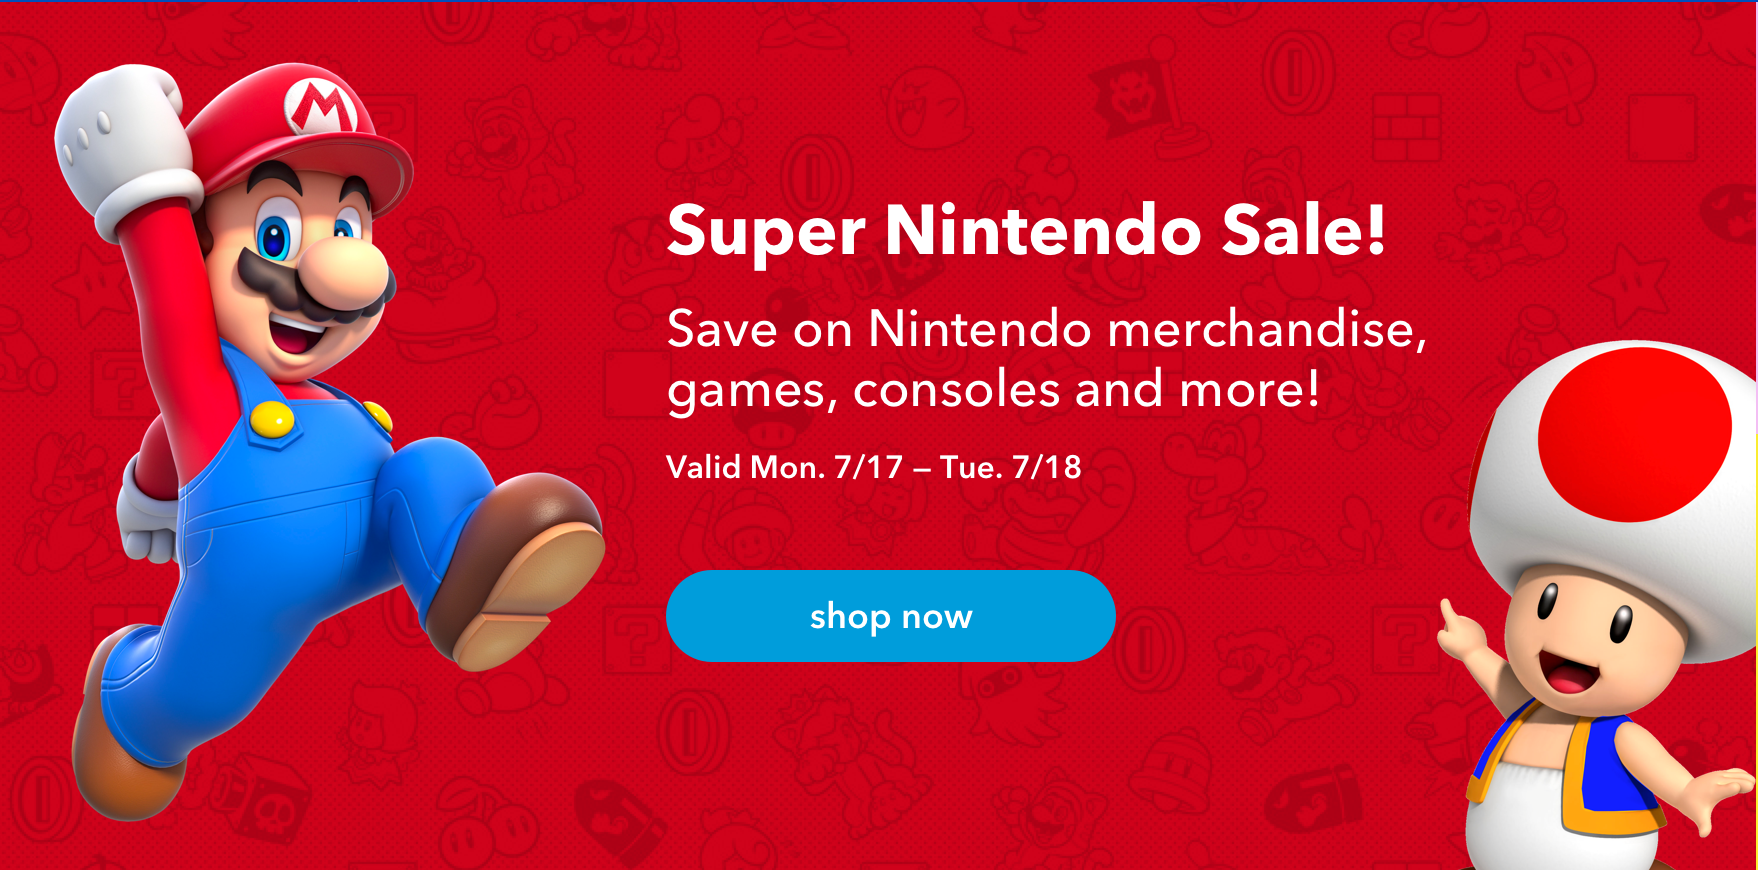 M
Super Nintendo Sale!
Save on Nintendo merchandise,
games, consoles and more!
Valid Mon. 7/17 – Tue. 7/18
shop now